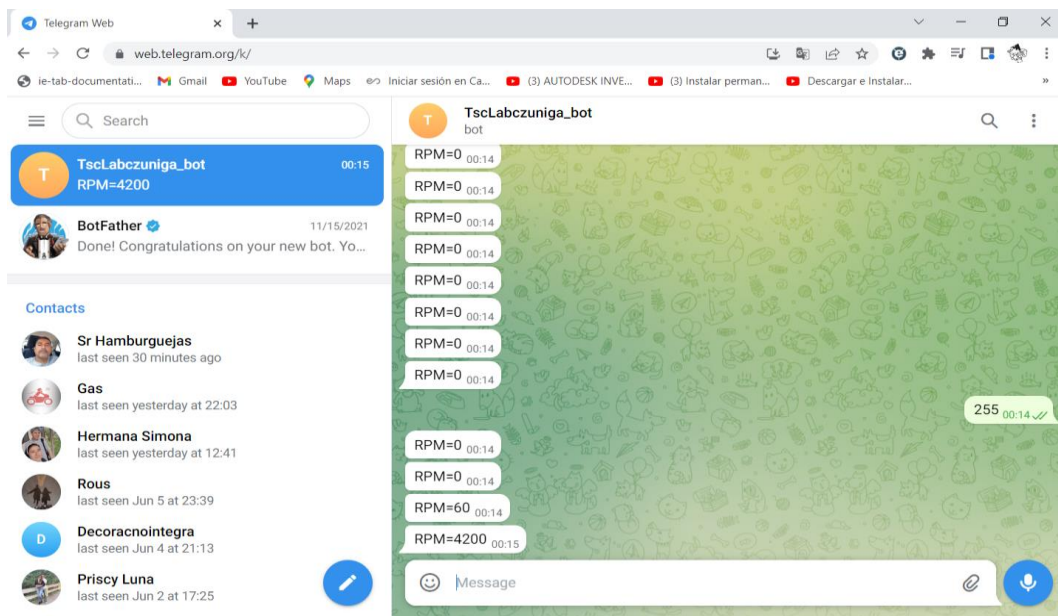 Telegram Web
web.telegram.org/k/
ie-tab-documentati... Gmail YouTube Maps Iniciar sesión en Ca... (3) AUTODESK INVE... (3) Instalar perman... Descargar e Instalar... »
Search
TscLabczuniga_bot 00:15
RPM=4200
BotFather 11/15/2021
Done! Congratulations on your new bot. Yo...
Contacts
Sr Hamburguejas
last seen 30 minutes ago
Gas
last seen yesterday at 22:03
Hermana Simona
last seen yesterday at 12:41
Rous
last seen Jun 5 at 23:39
D
Decoracnointegra
last seen Jun 4 at 21:13
Priscy Luna
last seen Jun 2 at 17:25
T
TscLabczuniga_bot
bot
RPM=0 00:14
RPM=0 00:14
RPM=0 00:14
RPM=0 00:14
RPM=0 00:14
RPM=0 00:14
RPM=0 00:14
RPM=0 00:14
255 00:14
RPM=0 00:14
RPM=0 00:14
RPM=60 00:14
RPM=4200 00:15
Message